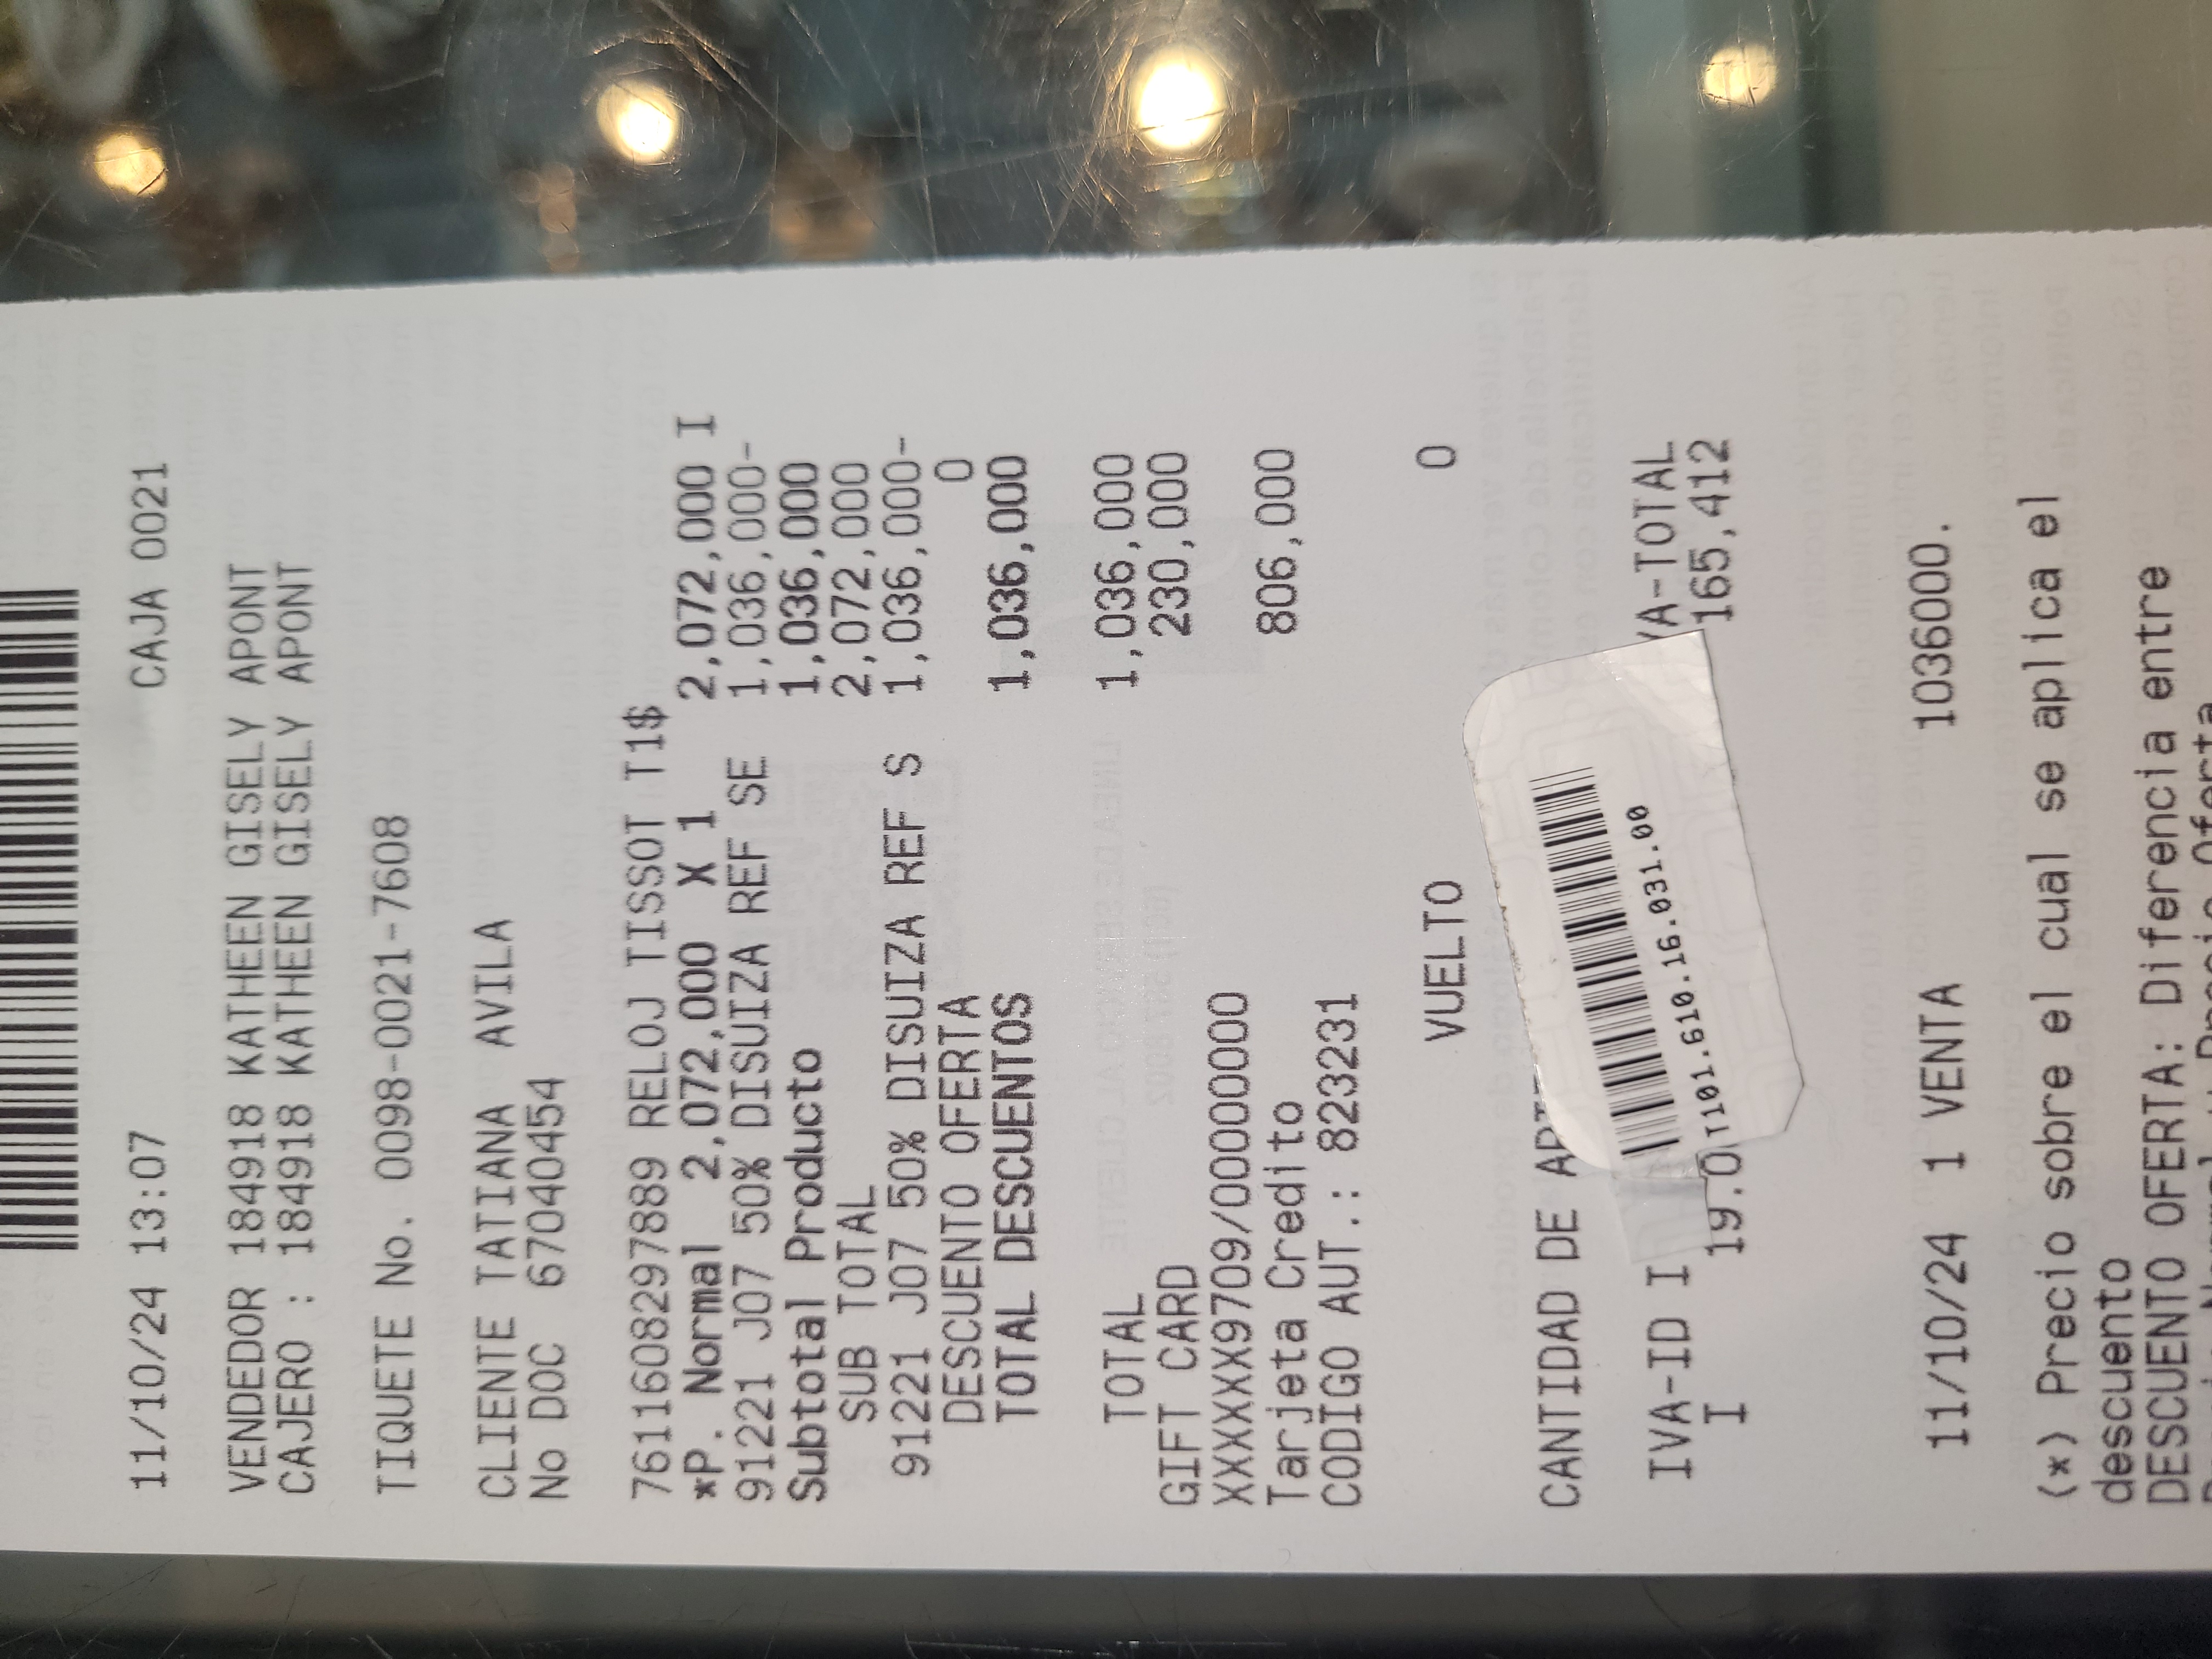 11/10/24 13:07 CAJA 0021
VENDEDOR 184918 KATHEEN GISELY APONT
CAJERO : 184918 KATHEEN GISELY APONT
TIQUETE No. 0098-0021-7608
CLIENTE TATIANA AVILA
No DOC 67040454
7611608297889 RELOJ TISSOT T1$
*P. Normal 2,072,000 X 1 2,072,000 I
91221 J07 50% DISUIZA REF SE 1,036,000-
Subtotal Producto 1,036,000
SUB TOTAL 2,072,000
91221 J07 50% DISUIZA REF S 1,036,000-
DESCUENTO OFERTA 0
TOTAL DESCUENTOS 1,036,000
TOTAL 1,036,000
GIFT CARD 230,000
XXXXXX9709/00000000
Tarjeta Credito 806,000
CODIGO AUT.: 823231
VUELTO 0
CANTIDAD DE
IVA-ID I VA-TOTAL
I 19.0 165,412
T101.610.16.031.00
11/10/24 1 VENTA 1036000.
(*) Precio sobre el cual se aplica el
descuento
DESCUENTO OFERTA: Diferencia entre